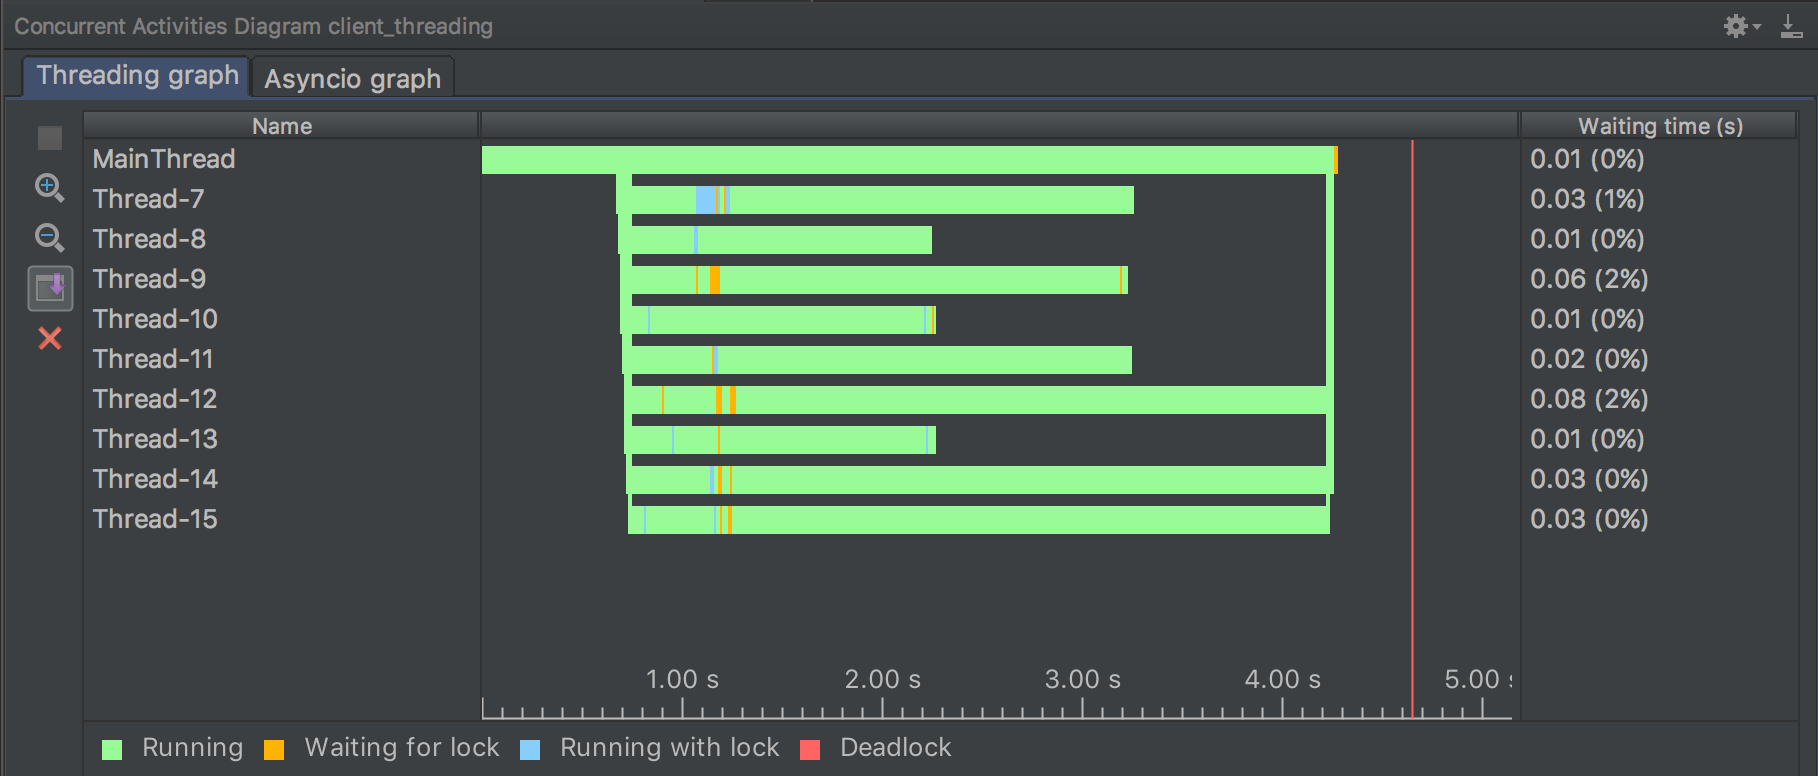 Concurrent Activities Diagram client_threading
Threading graph Asyncio graph
Name Waiting time (s)
MainThread 0.01 (0%)
Thread-7 0.03 (1%)
Thread-8 0.01 (0%)
Thread-9 0.06 (2%)
Thread-10 0.01 (0%)
Thread-11 0.02 (0%)
Thread-12 0.08 (2%)
Thread-13 0.01 (0%)
Thread-14 0.03 (0%)
Thread-15 0.03 (0%)
1.00 s 2.00 s 3.00 s 4.00 s 5.00 s
Running Waiting for lock Running with lock Deadlock